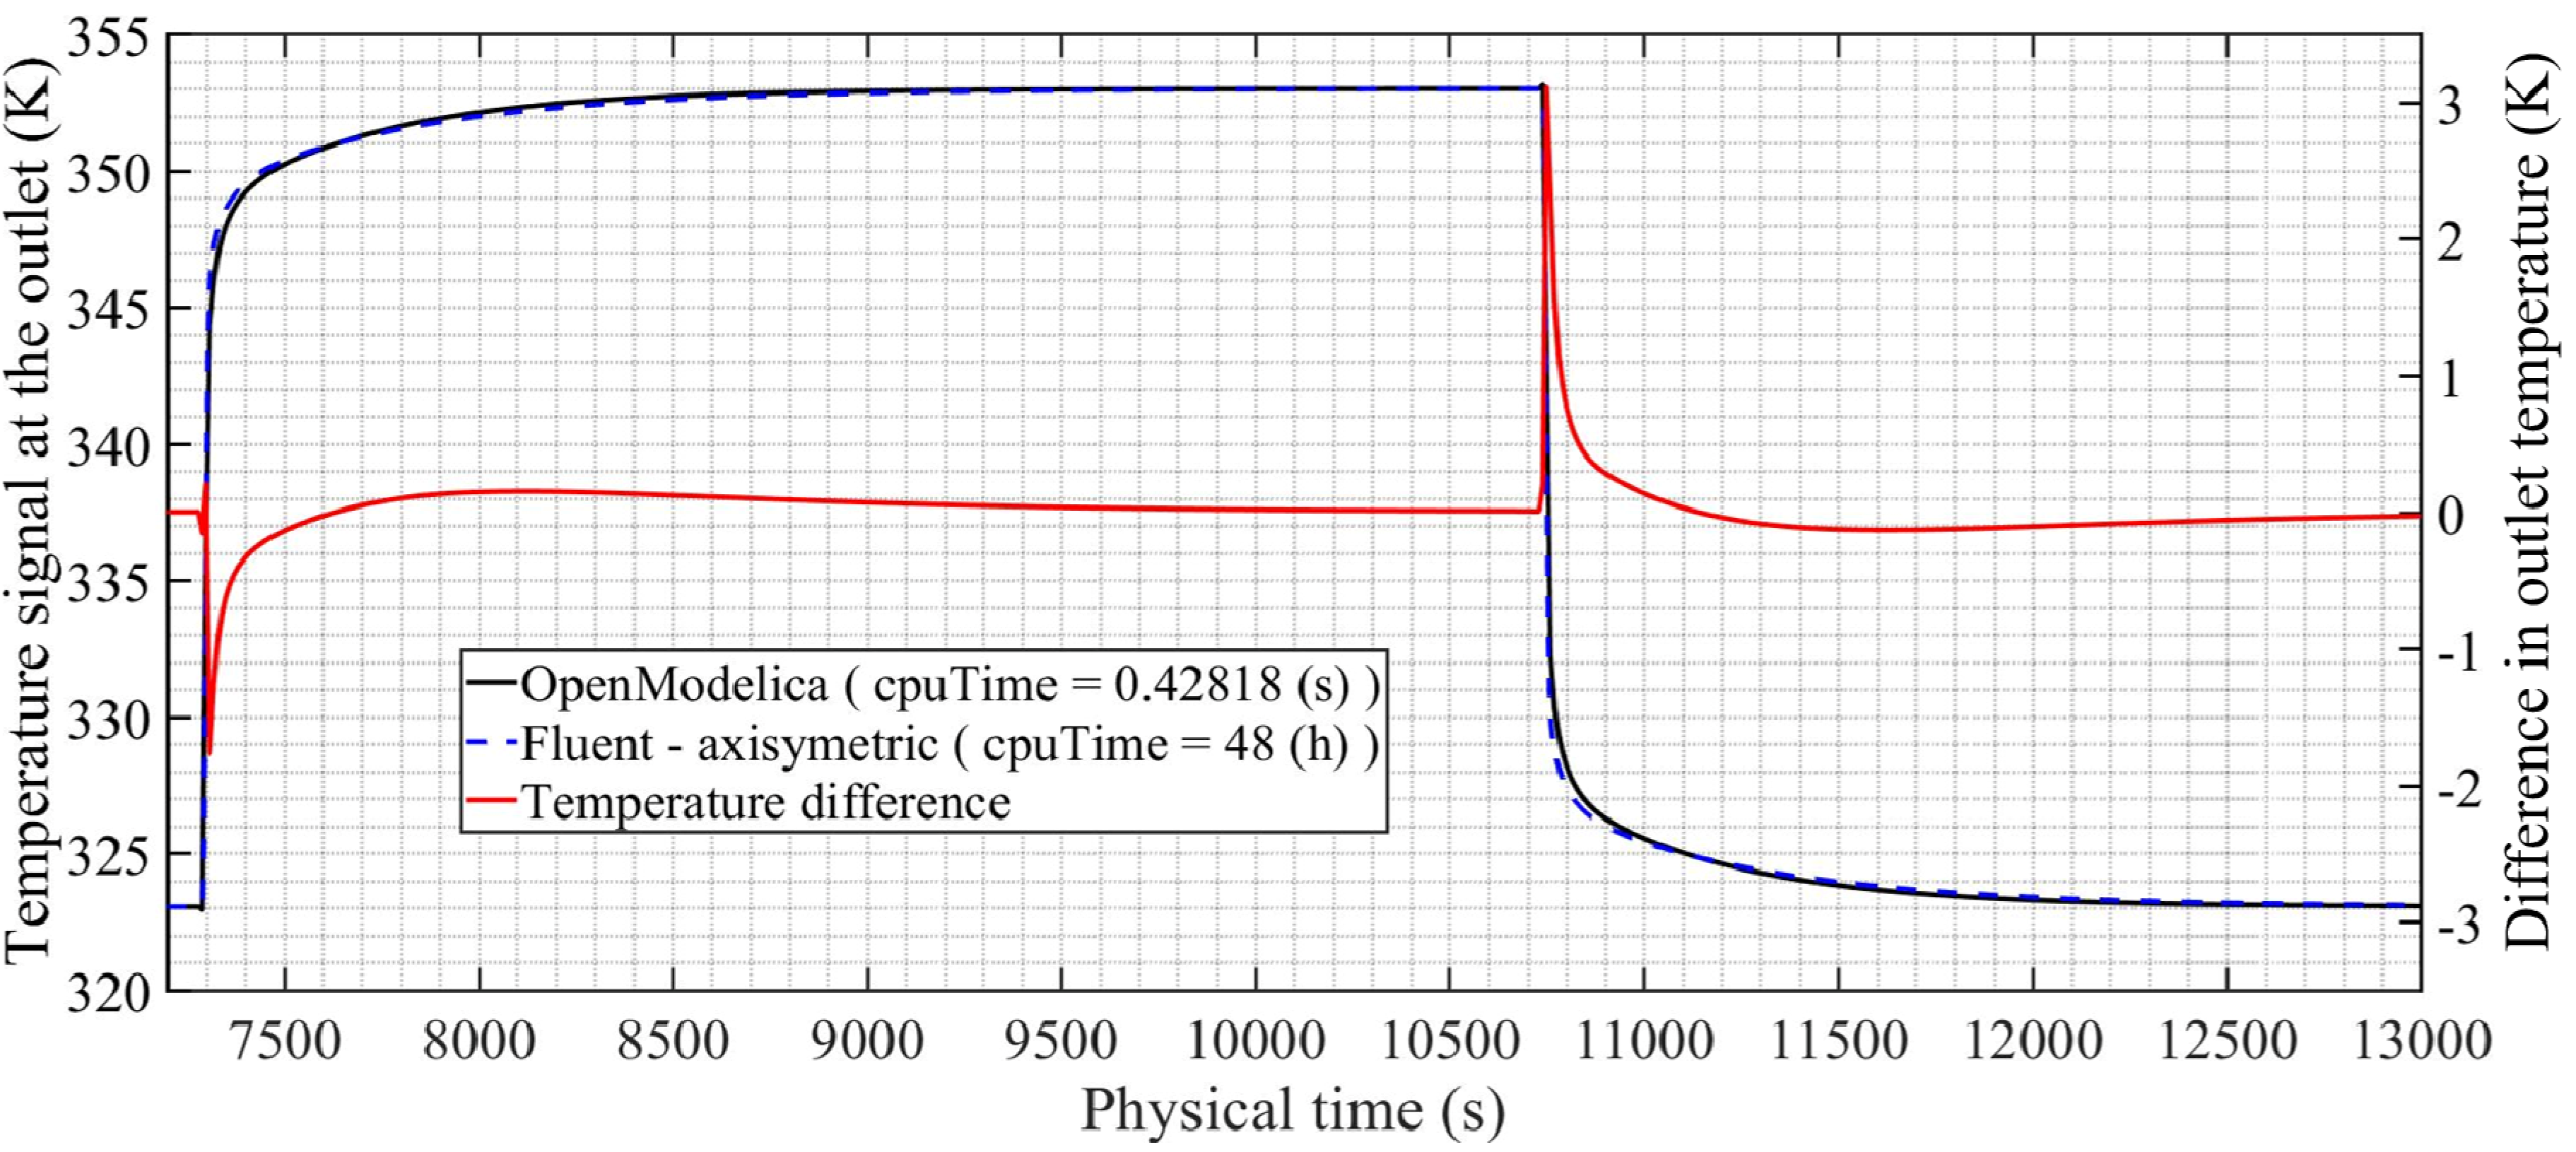 Temperature signal at the outlet (K)
355
350
345
340
335
330
325
320
OpenModelica ( cpuTime = 0.42818 (s) )
Fluent - axisymetric ( cpuTime = 48 (h) )
Temperature difference
3
2
1
0
-1
-2
-3
Difference in outlet temperature (K)
7500 8000 8500 9000 9500 10000 10500 11000 11500 12000 12500 13000
Physical time (s)